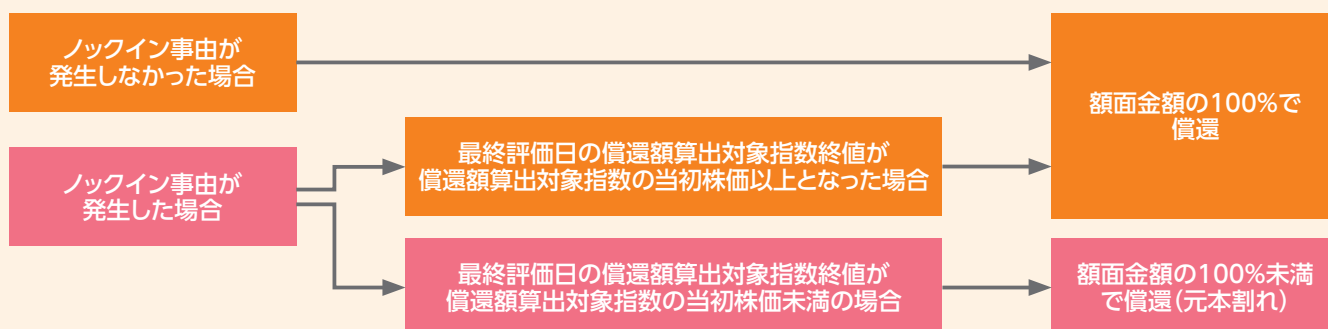 ノックイン事由が
発生しなかった場合
額面金額の100%で
償還
ノックイン事由が
発生した場合
最終評価日の償還額算出対象指数終値が
償還額算出対象指数の当初株価以上となった場合
最終評価日の償還額算出対象指数終値が
償還額算出対象指数の当初株価未満の場合
額面金額の100%未満
で償還（元本割れ）